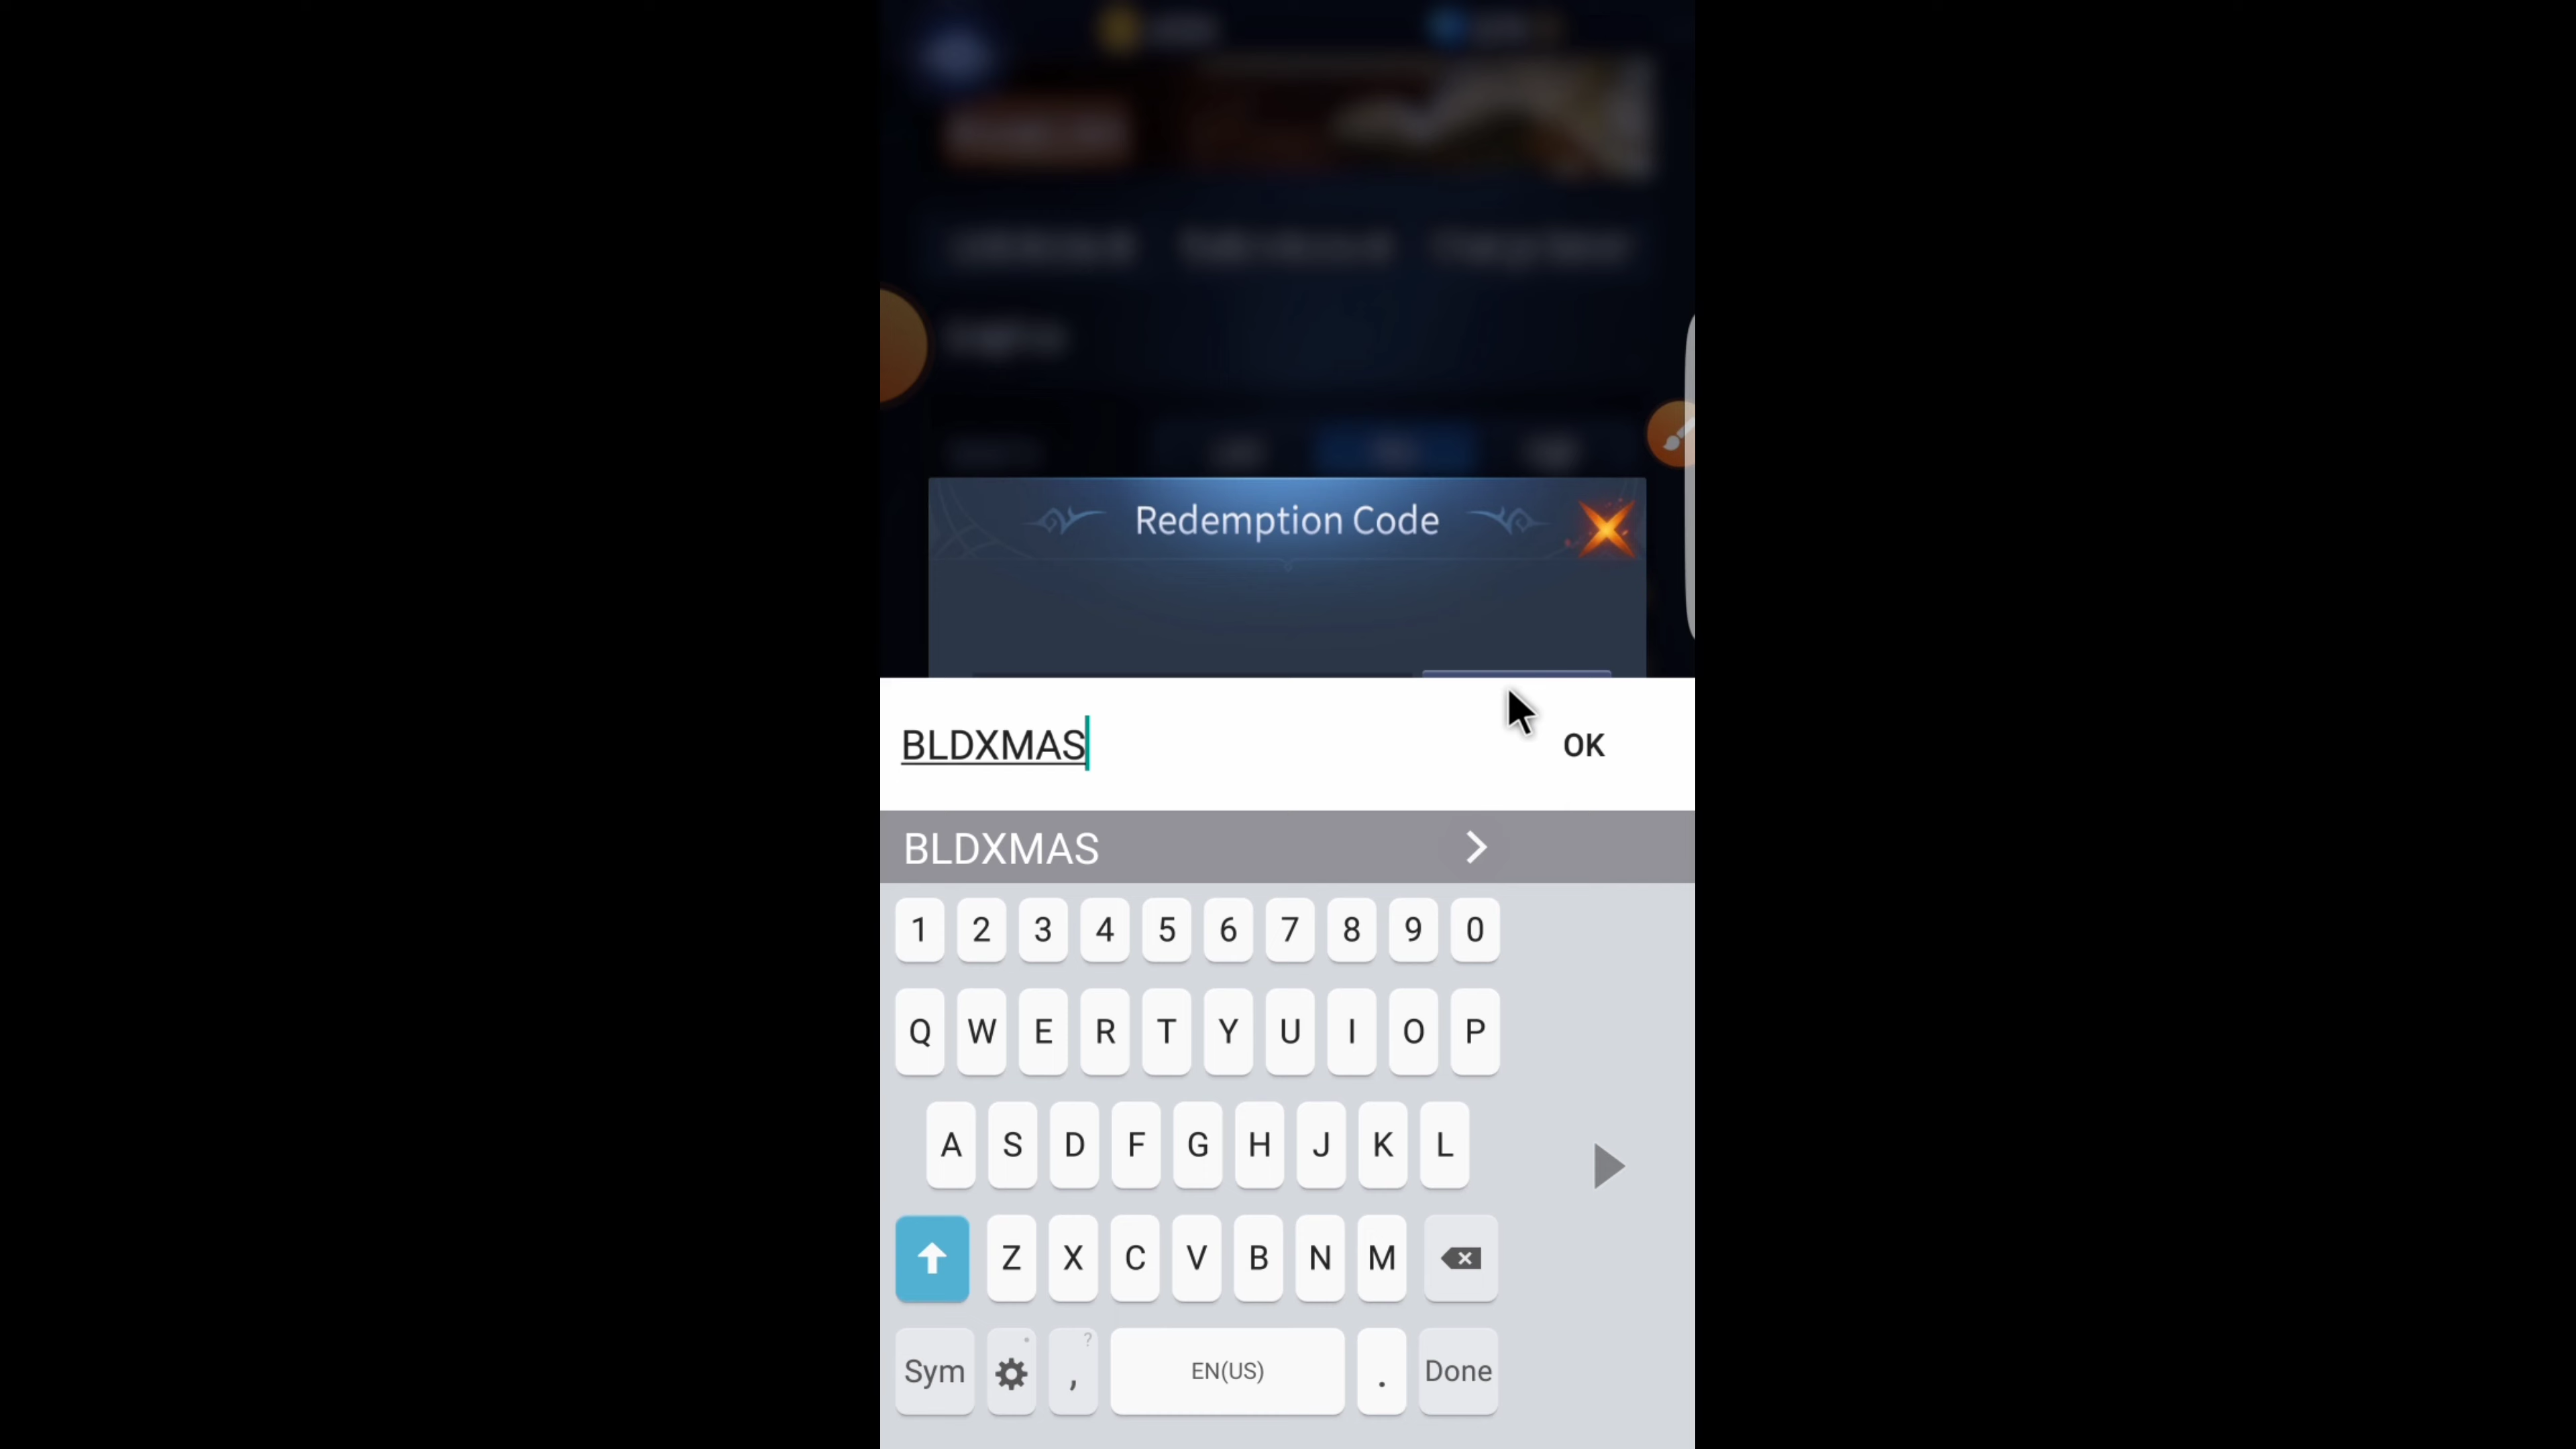 Redemption Code
BLDXMAS
OK
BLDXMAS
1 2 3 4 5 6 7 8 9 0
Q W E R T Y U I O P
A S D F G H J K L
Z X C V B N M
Sym , ? EN(US) . Done